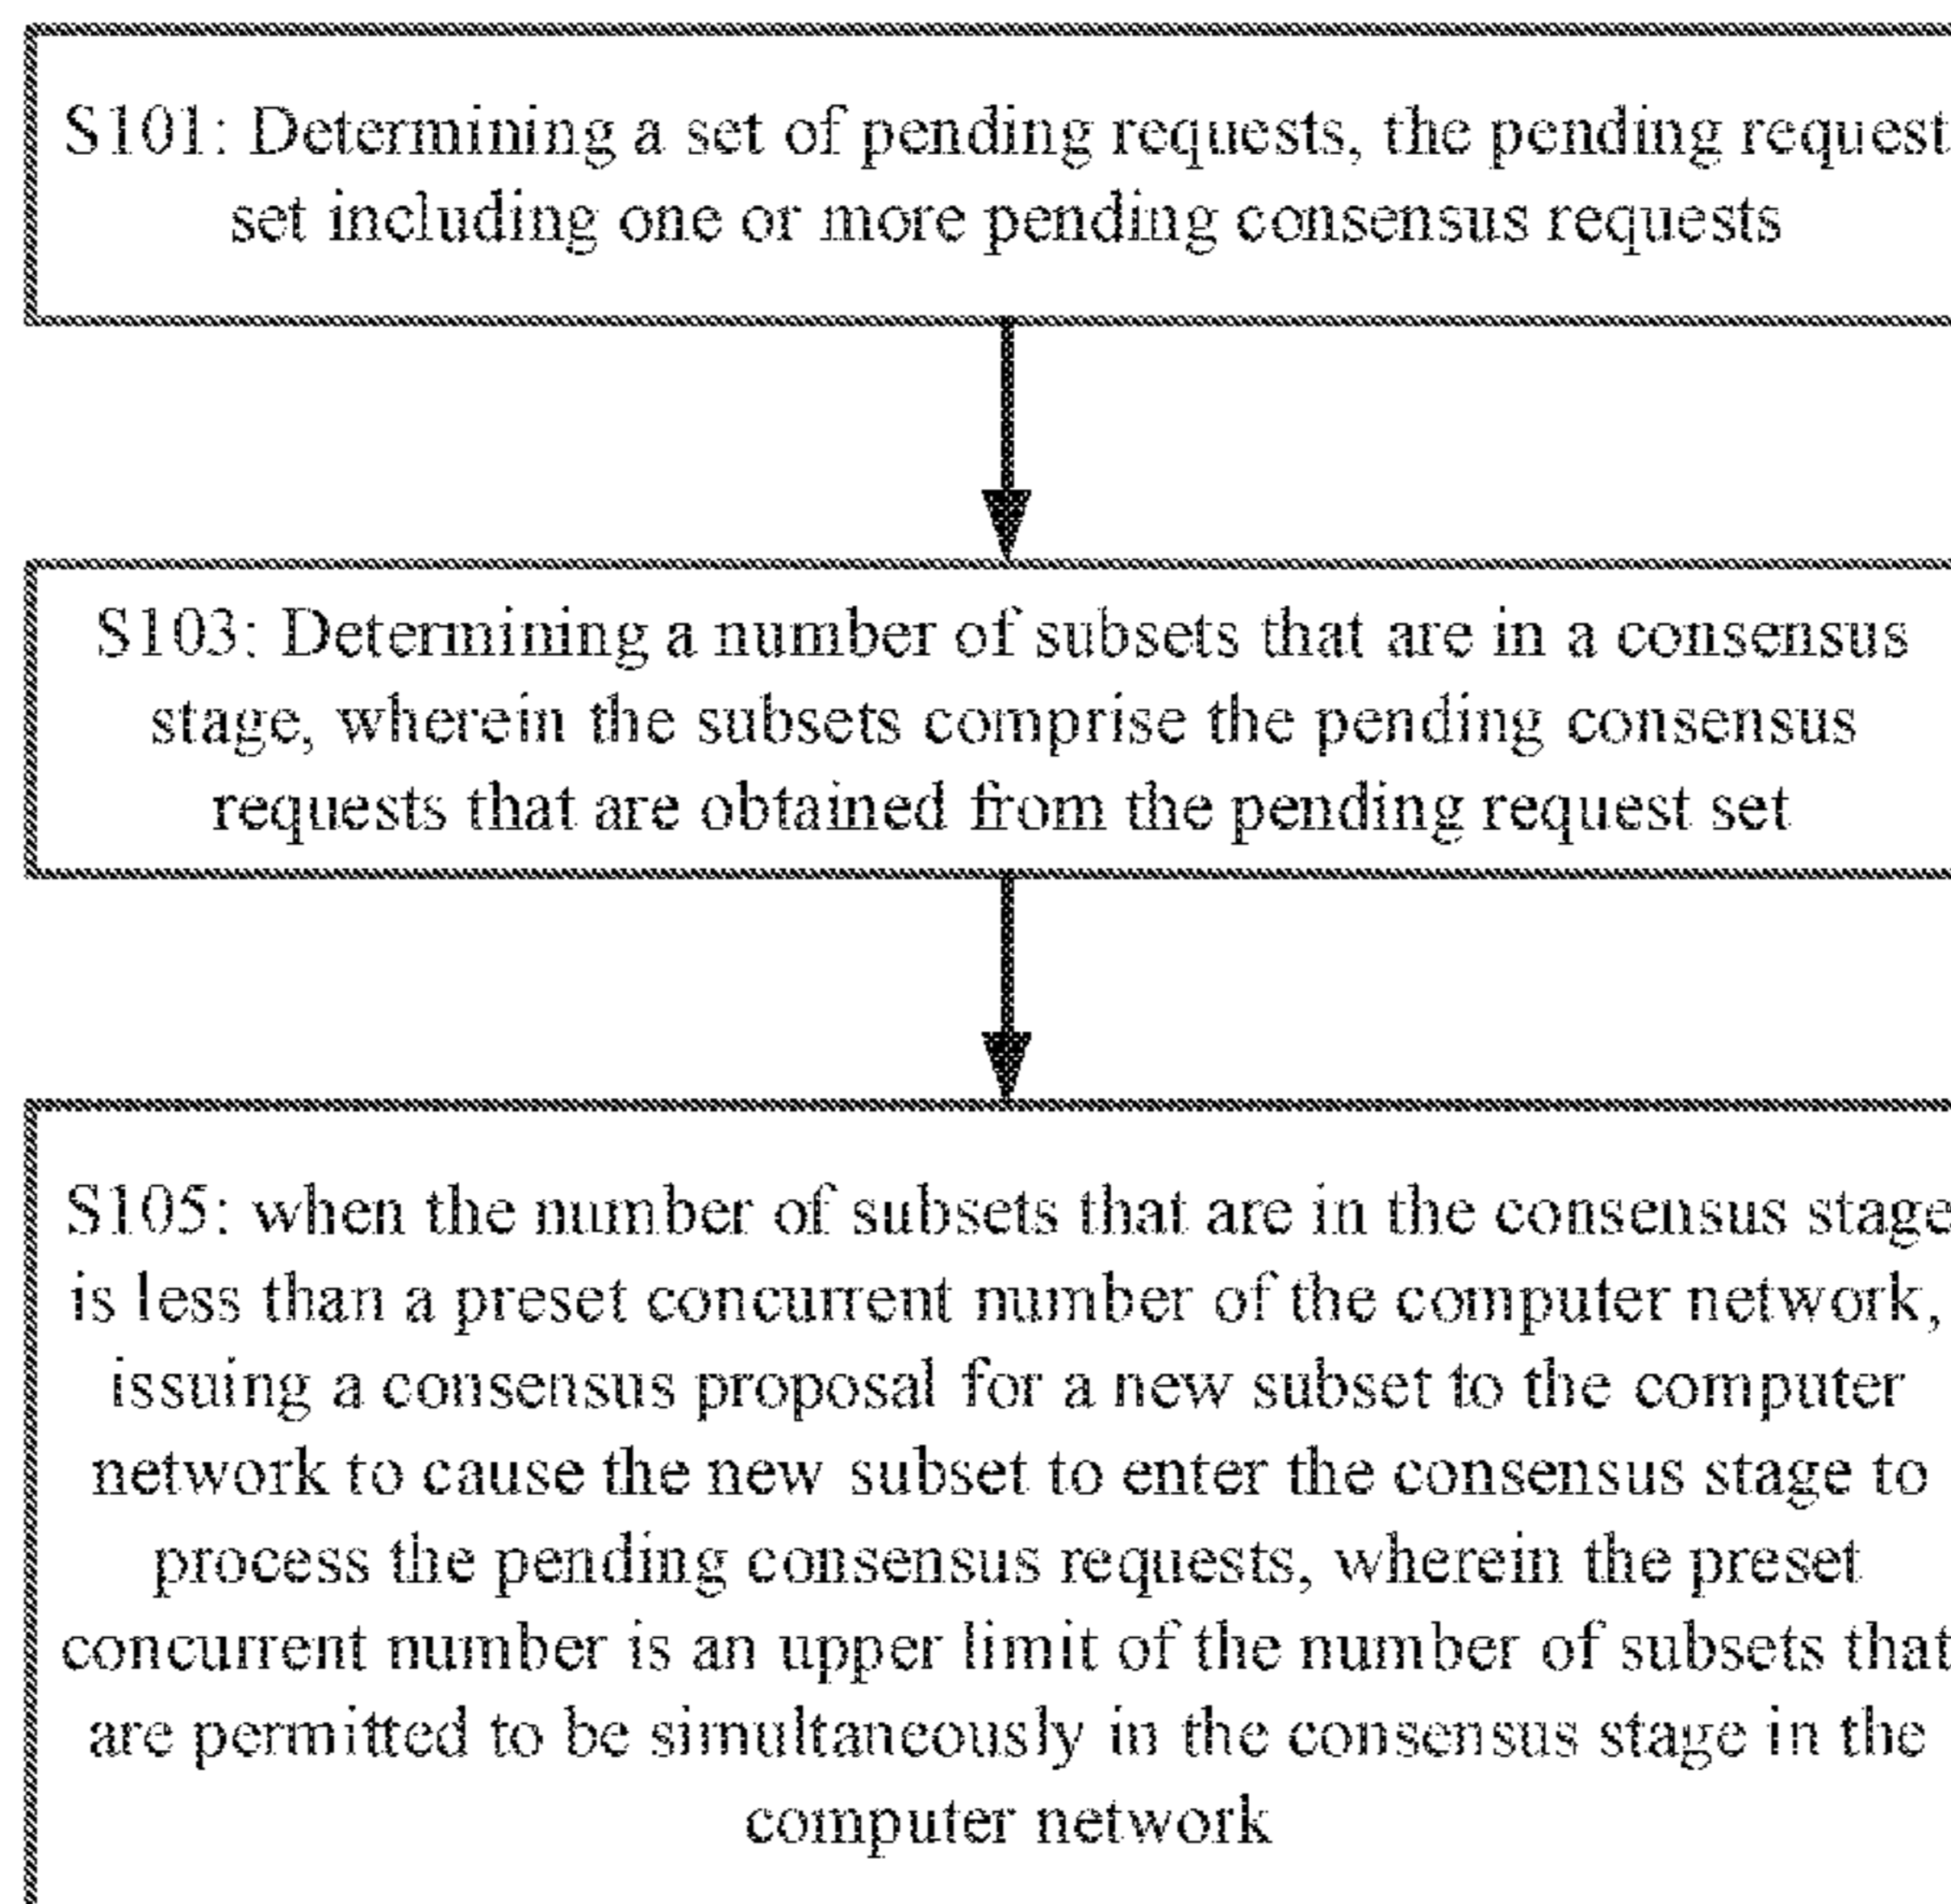 S101: Determining a set of pending requests, the pending request
set including one or more pending consensus requests
S103: Determining a number of subsets that are in a consensus
stage, wherein the subsets comprise the pending consensus
requests that are obtained from the pending request set
S105: when the number of subsets that are in the consensus stage
is less than a preset concurrent number of the computer network,
issuing a consensus proposal for a new subset to the computer
network to cause the new subset to enter the consensus stage to
process the pending consensus requests, wherein the preset
concurrent number is an upper limit of the number of subsets that
are permitted to be simultaneously in the consensus stage in the
computer network